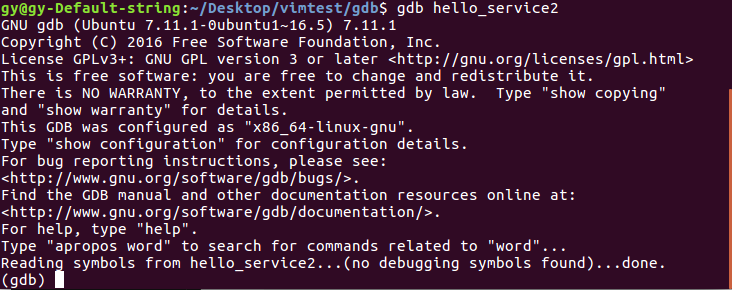 gy@gy-Default-string:~/Desktop/vimtest/gdb$ gdb hello_service2
GNU gdb (Ubuntu 7.11.1-0ubuntu1~16.5) 7.11.1
Copyright (C) 2016 Free Software Foundation, Inc.
License GPLv3+: GNU GPL version 3 or later <http://gnu.org/licenses/gpl.html>
This is free software: you are free to change and redistribute it.
There is NO WARRANTY, to the extent permitted by law.  Type "show copying"
and "show warranty" for details.
This GDB was configured as "x86_64-linux-gnu".
Type "show configuration" for configuration details.
For bug reporting instructions, please see:
<http://www.gnu.org/software/gdb/bugs/>.
Find the GDB manual and other documentation resources online at:
<http://www.gnu.org/software/gdb/documentation/>.
For help, type "help".
Type "apropos word" to search for commands related to "word"...
Reading symbols from hello_service2...(no debugging symbols found)...done.
(gdb)